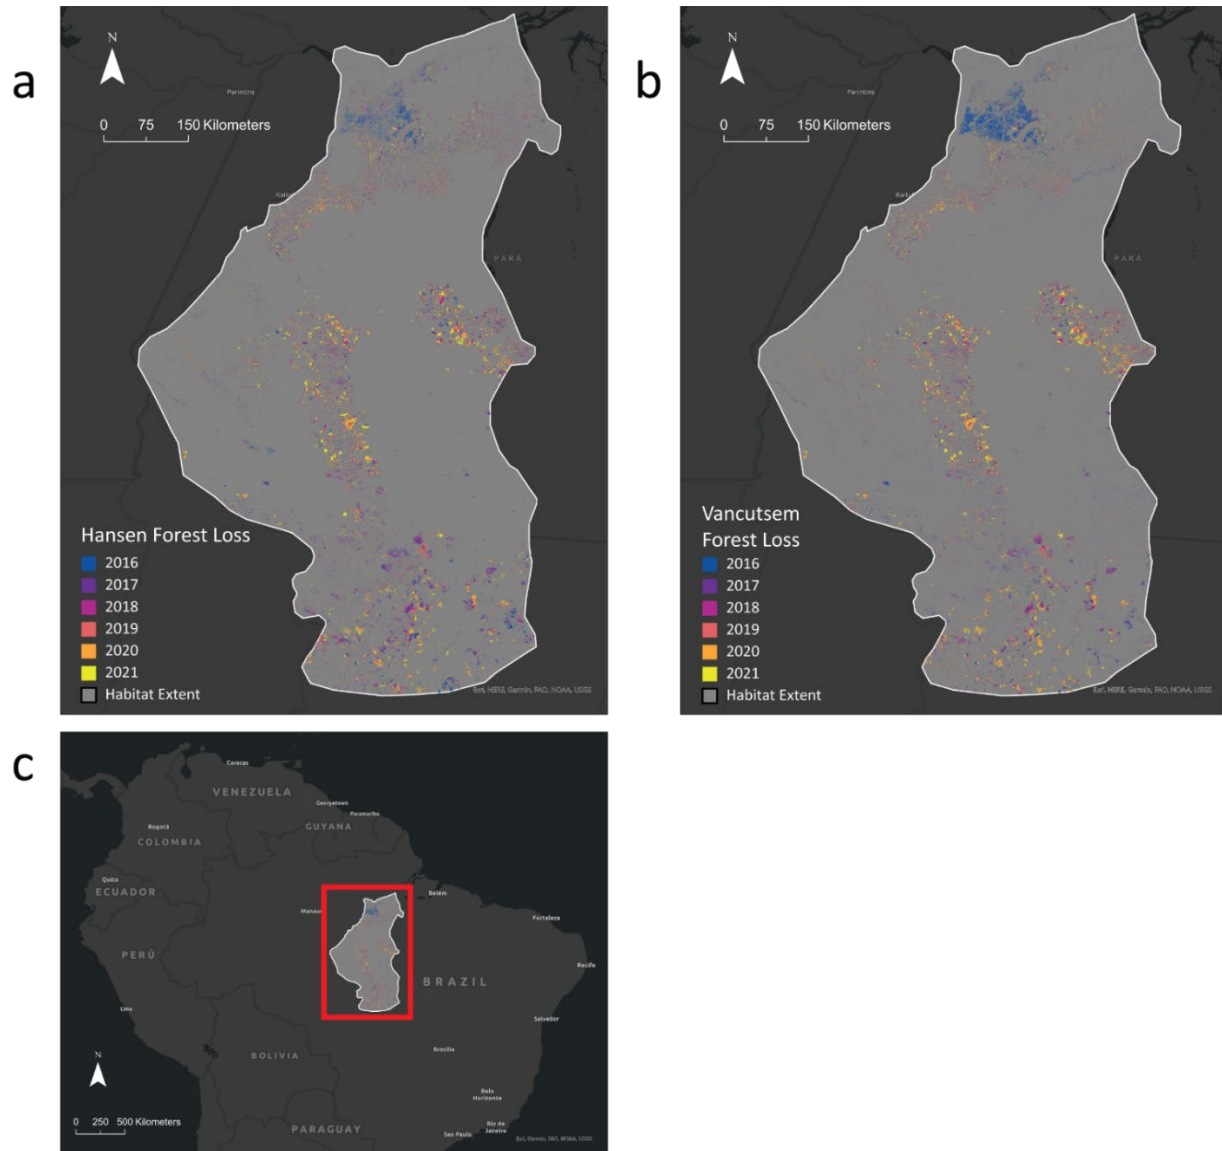 a
N
0 75 150 Kilometers
Parintins
PARÁ
Hansen Forest Loss
2016
2017
2018
2019
2020
2021
Habitat Extent
Esri, HERE, Garmin, FAO, NOAA, USGS
b
N
0 75 150 Kilometers
Parintins
PARÁ
Vancutsem
Forest Loss
2016
2017
2018
2019
2020
2021
Habitat Extent
Esri, HERE, Garmin, FAO, NOAA, USGS
c
Caracas
VENEZUELA
Georgetown
Paramaribo
GUYANA
Bogotá
COLOMBIA
Quito
ECUADOR
Belém
Manaus
Fortaleza
PERÚ
BRAZIL
Recife
Lima
Salvador
BOLIVIA
Brasília
Belo
Horizonte
N
0 250 500 Kilometers
PARAGUAY
Rio de
Janeiro
Sao Paulo
Esri, Garmin, FAO, NOAA, USGS